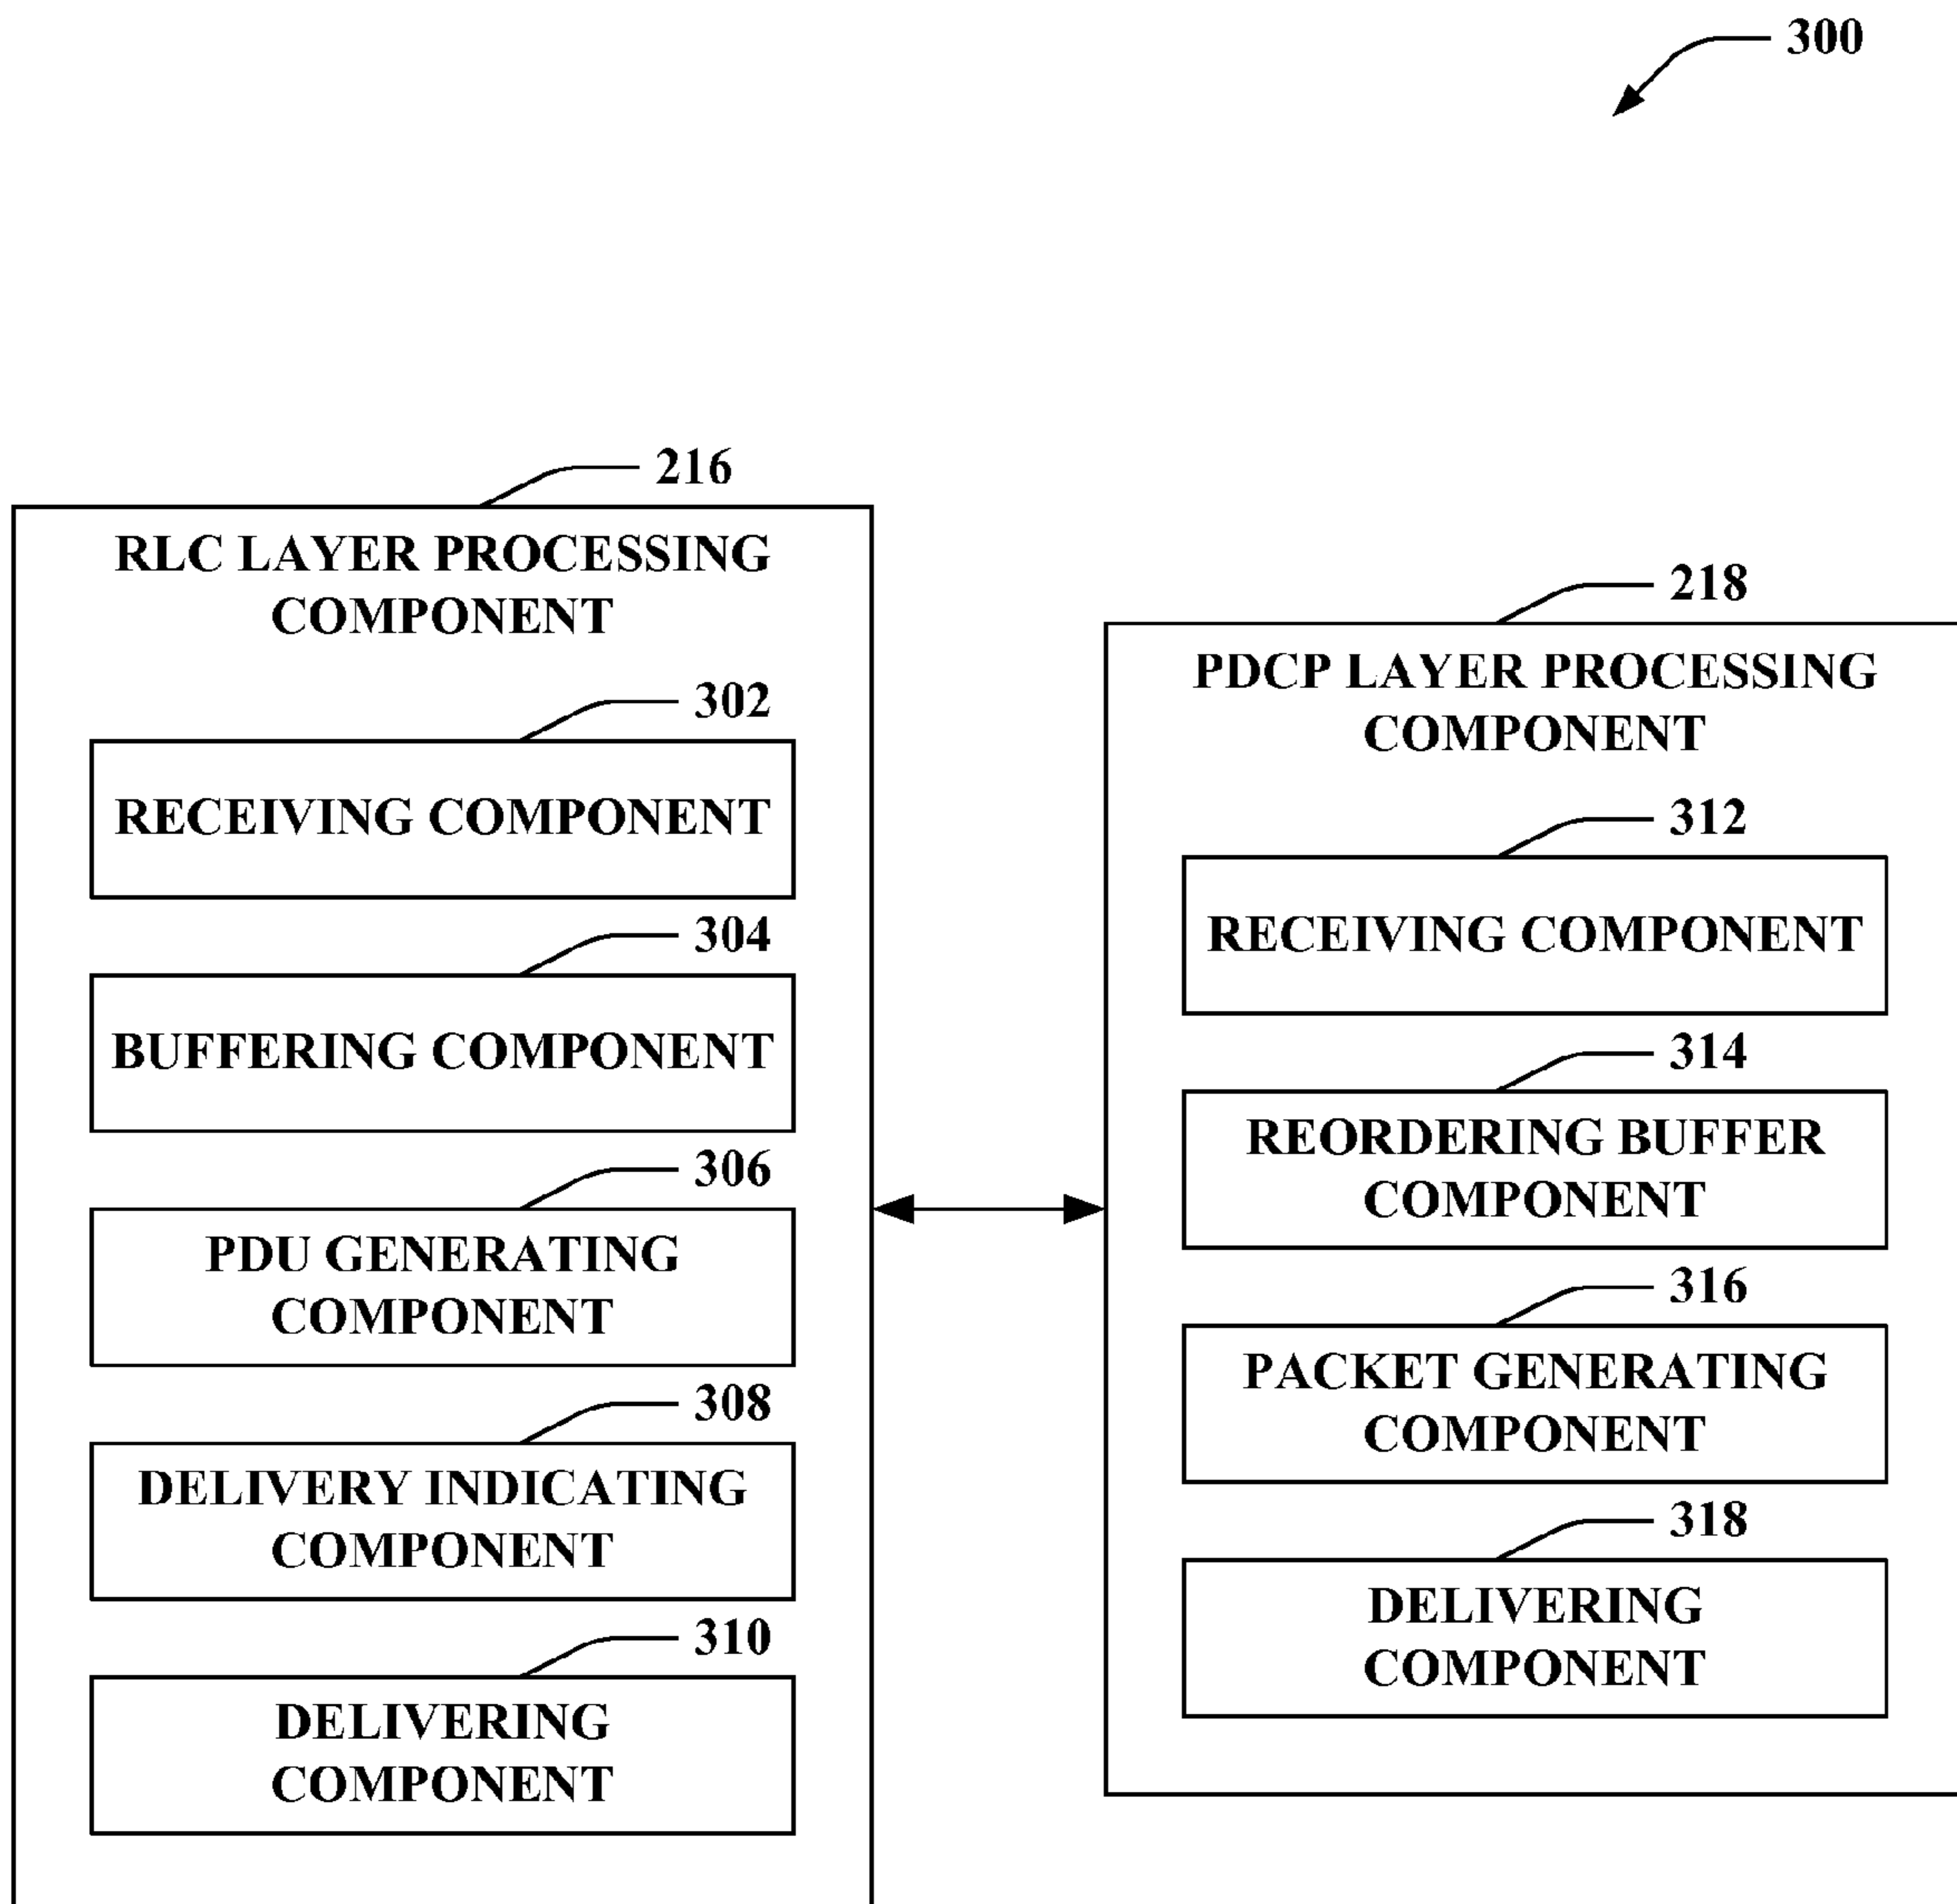 300
216
RLC LAYER PROCESSING
COMPONENT
302
RECEIVING COMPONENT
304
BUFFERING COMPONENT
306
PDU GENERATING
COMPONENT
308
DELIVERY INDICATING
COMPONENT
310
DELIVERING
COMPONENT
218
PDCP LAYER PROCESSING
COMPONENT
312
RECEIVING COMPONENT
314
REORDERING BUFFER
COMPONENT
316
PACKET GENERATING
COMPONENT
318
DELIVERING
COMPONENT